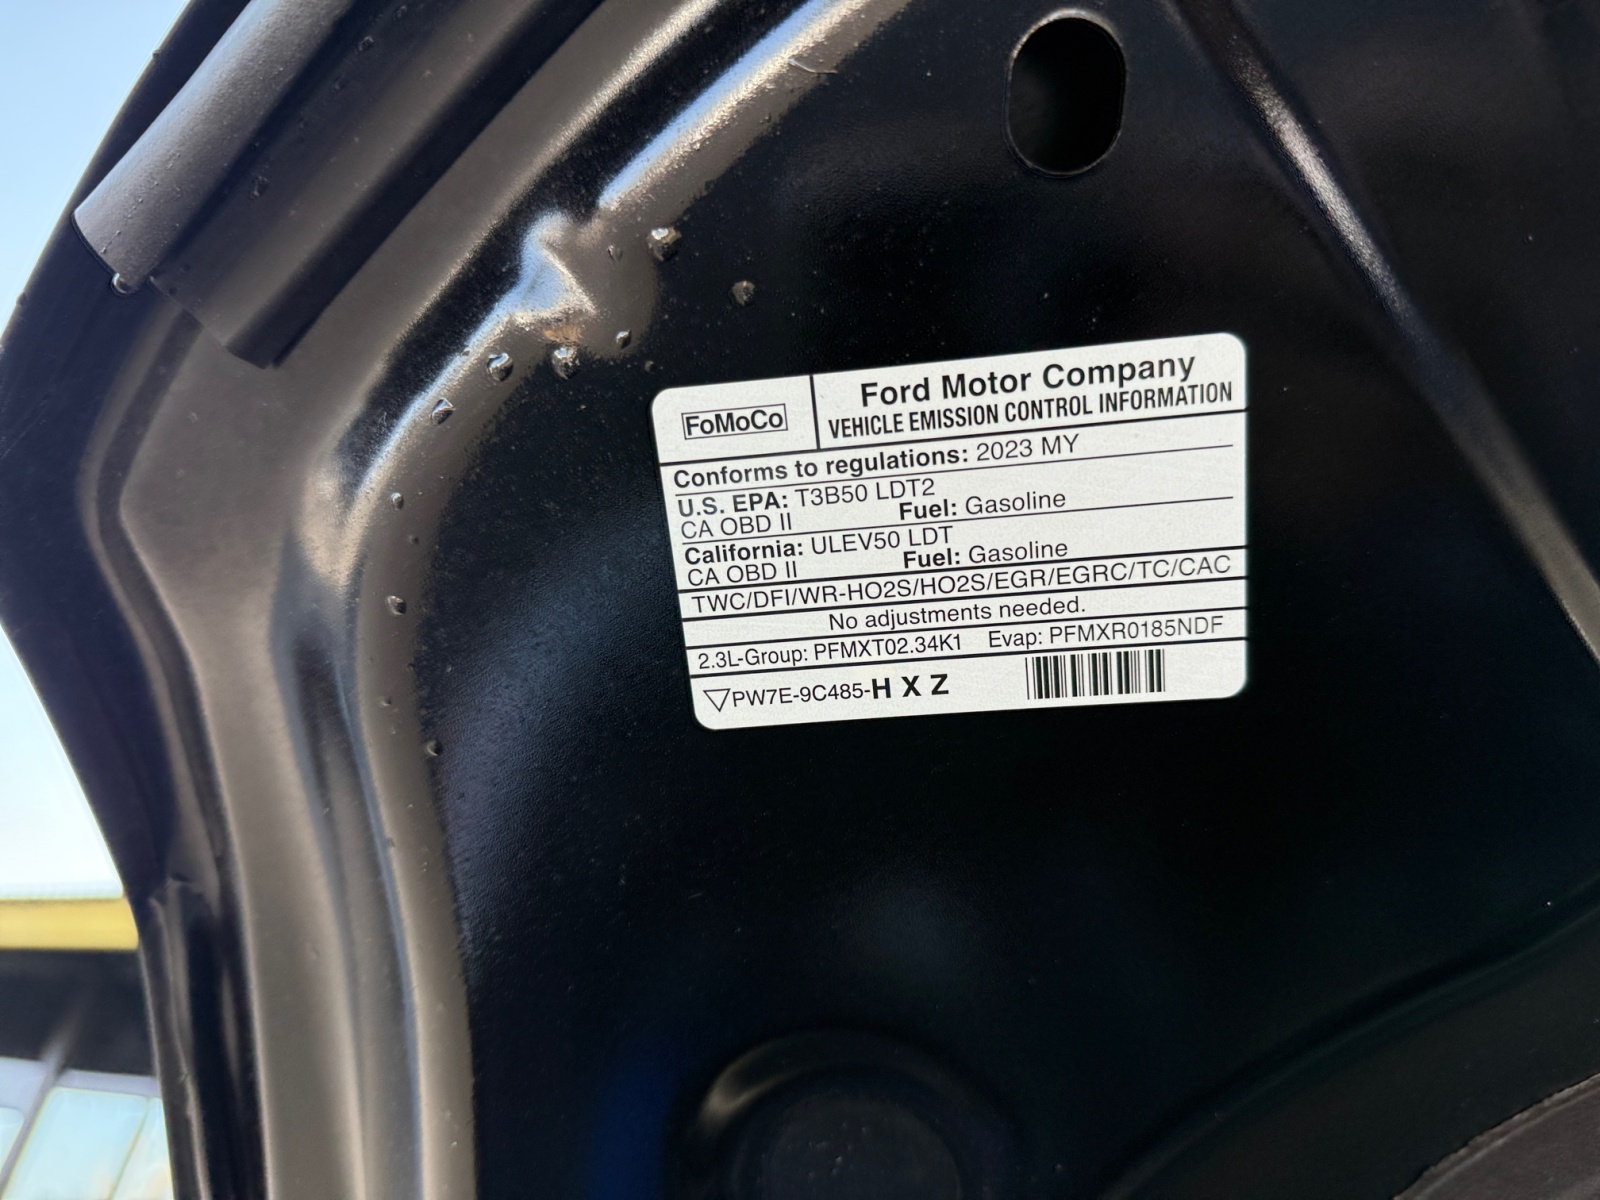 FoMoCo
Ford Motor Company
VEHICLE EMISSION CONTROL INFORMATION
Conforms to regulations: 2023 MY
U.S. EPA: T3B50 LDT2
CA OBD II Fuel: Gasoline
California: ULEV50 LDT
CA OBD II Fuel: Gasoline
TWC/DFI/WR-HO2S/HO2S/EGR/EGRC/TC/CAC
No adjustments needed.
2.3L-Group: PFMXT02.34K1 Evap: PFMXR0185NDF
▽PW7E-9C485-H X Z